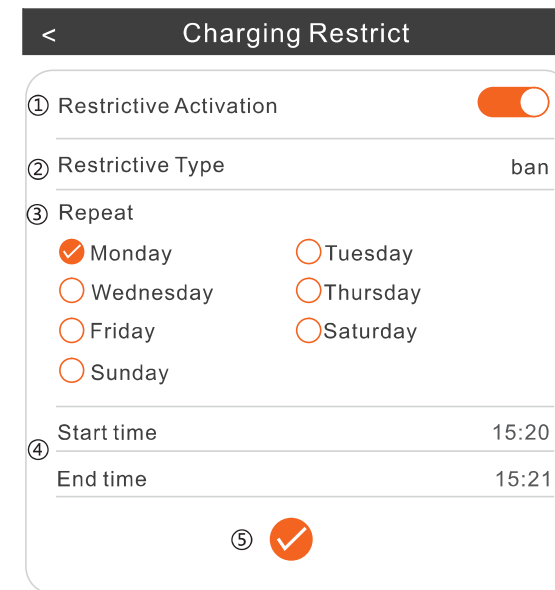 < Charging Restrict
① Restrictive Activation
② Restrictive Type ban
③ Repeat
Monday Tuesday
Wednesday Thursday
Friday Saturday
Sunday
Start time 15:20
④
End time 15:21
⑤